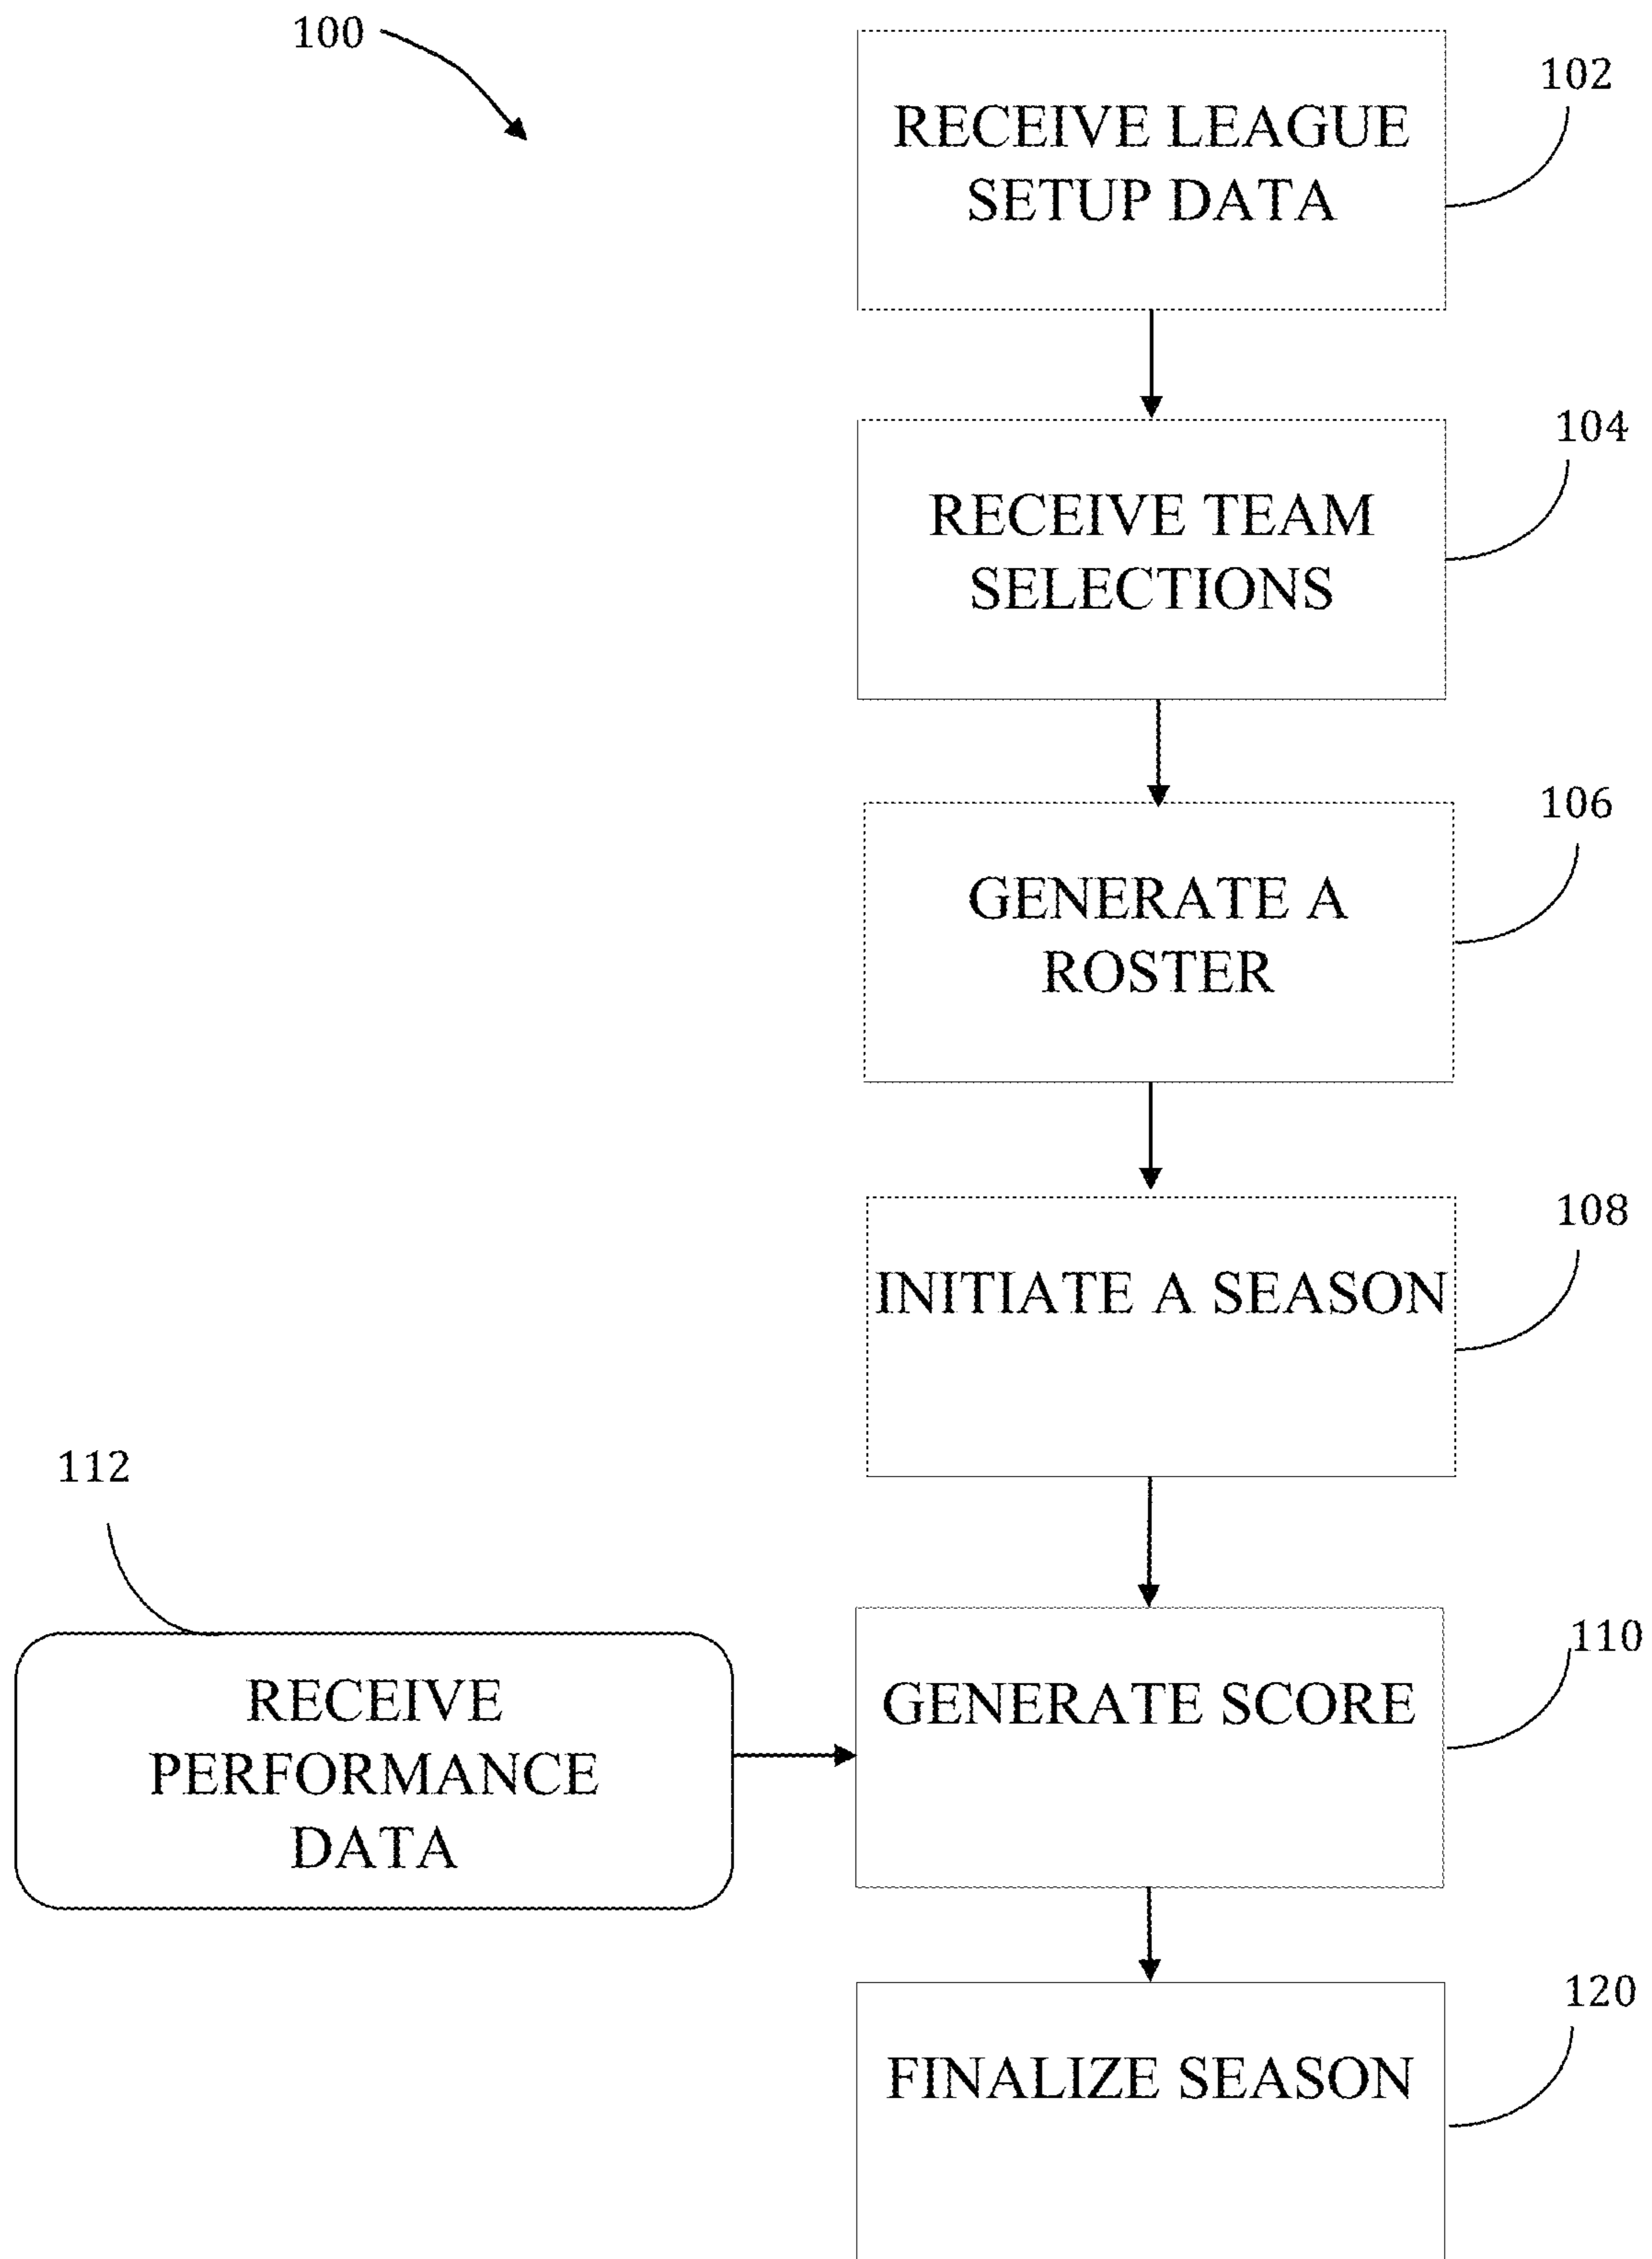 100
102
RECEIVE LEAGUE
SETUP DATA
104
RECEIVE TEAM
SELECTIONS
106
GENERATE A
ROSTER
108
INITIATE A SEASON
112
RECEIVE
PERFORMANCE
DATA
110
GENERATE SCORE
120
FINALIZE SEASON